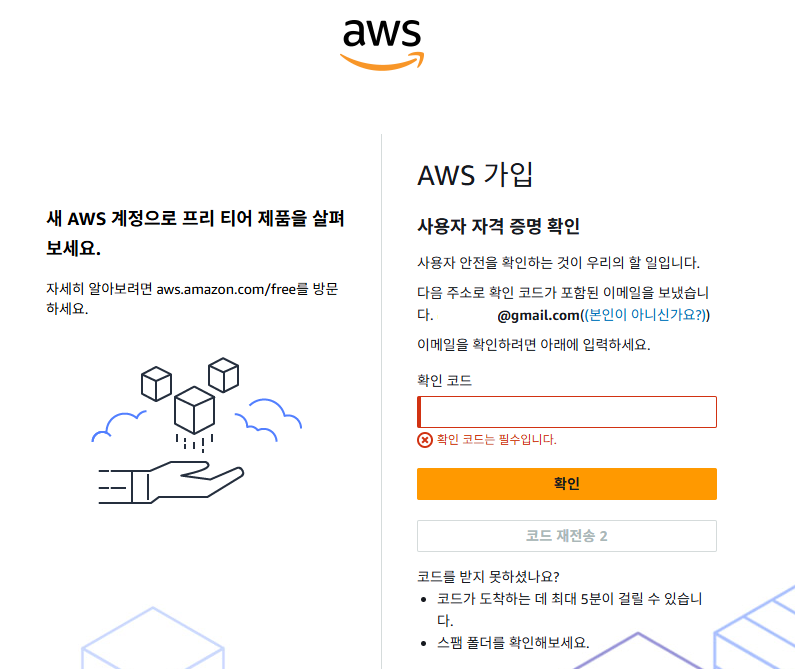 aws
새 AWS 계정으로 프리 티어 제품을 살펴
보세요.
자세히 알아보려면 aws.amazon.com/free를 방문
하세요.
AWS 가입
사용자 자격 증명 확인
사용자 안전을 확인하는 것이 우리의 할 일입니다.
다음 주소로 확인 코드가 포함된 이메일을 보냈습니
다. @gmail.com((본인이 아니신가요?))
이메일을 확인하려면 아래에 입력하세요.
확인 코드
확인 코드는 필수입니다.
확인
코드 재전송 2
코드를 받지 못하셨나요?
• 코드가 도착하는 데 최대 5분이 걸릴 수 있습니
다.
• 스팸 폴더를 확인해보세요.